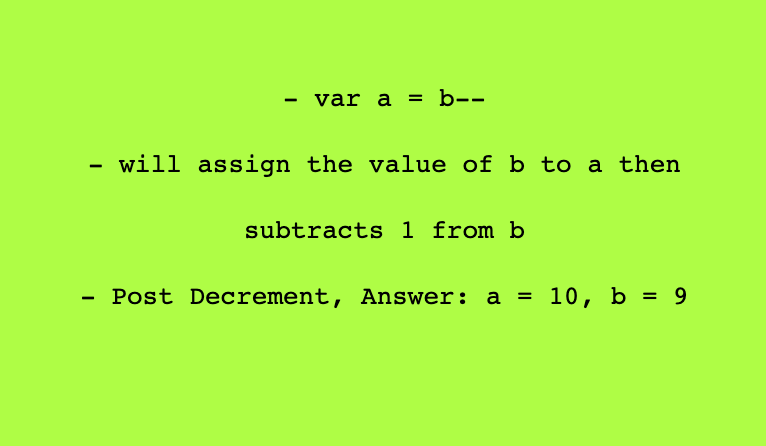 - var a = b--
- will assign the value of b to a then
subtracts 1 from b
- Post Decrement, Answer: a = 10, b = 9